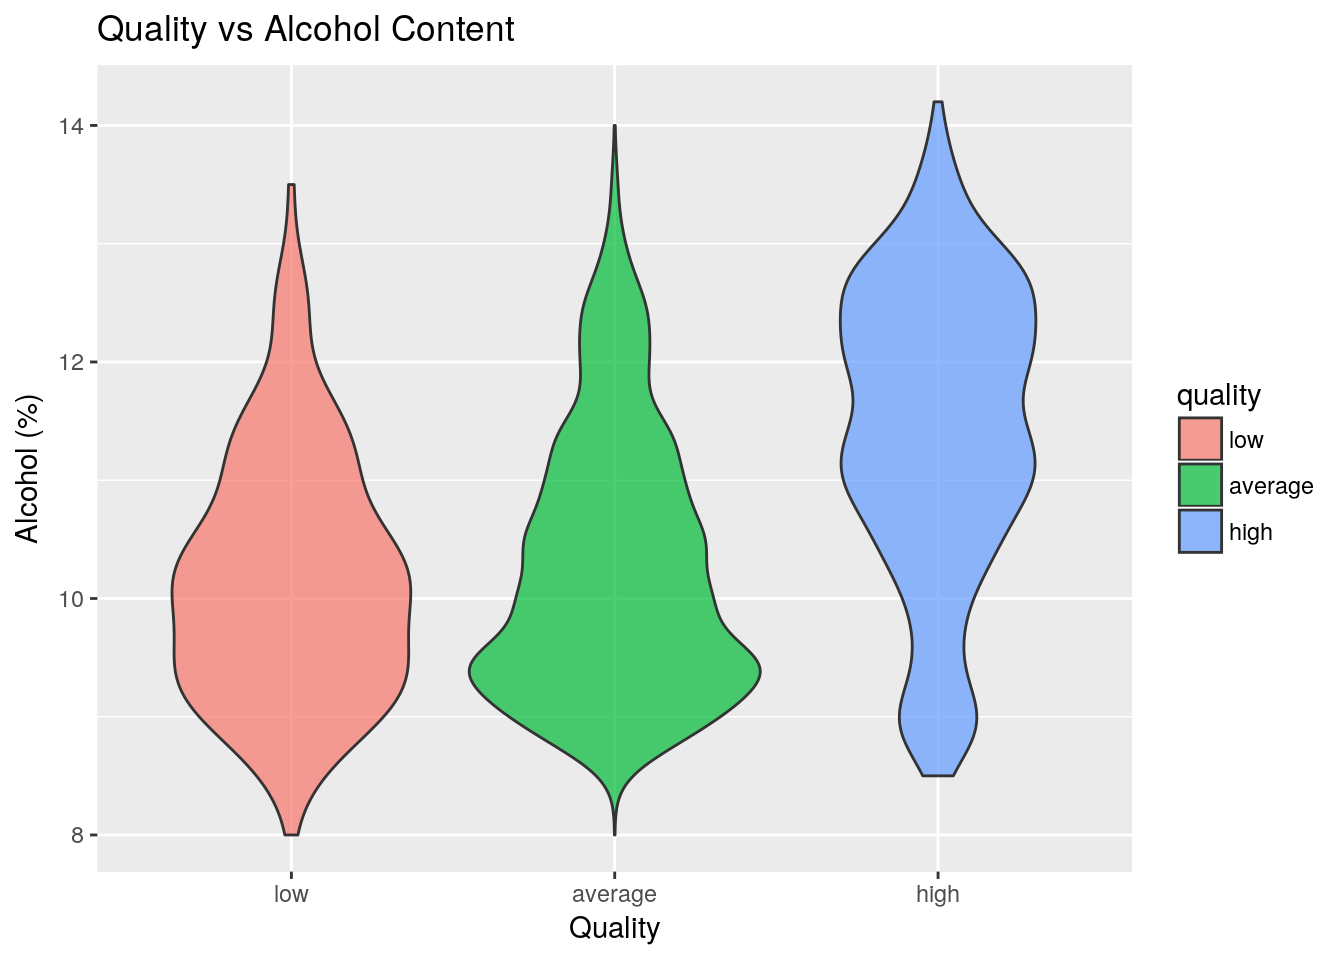 Quality vs Alcohol Content
14
12
10
8
Alcohol (%)
low average high
Quality
quality
low
average
high